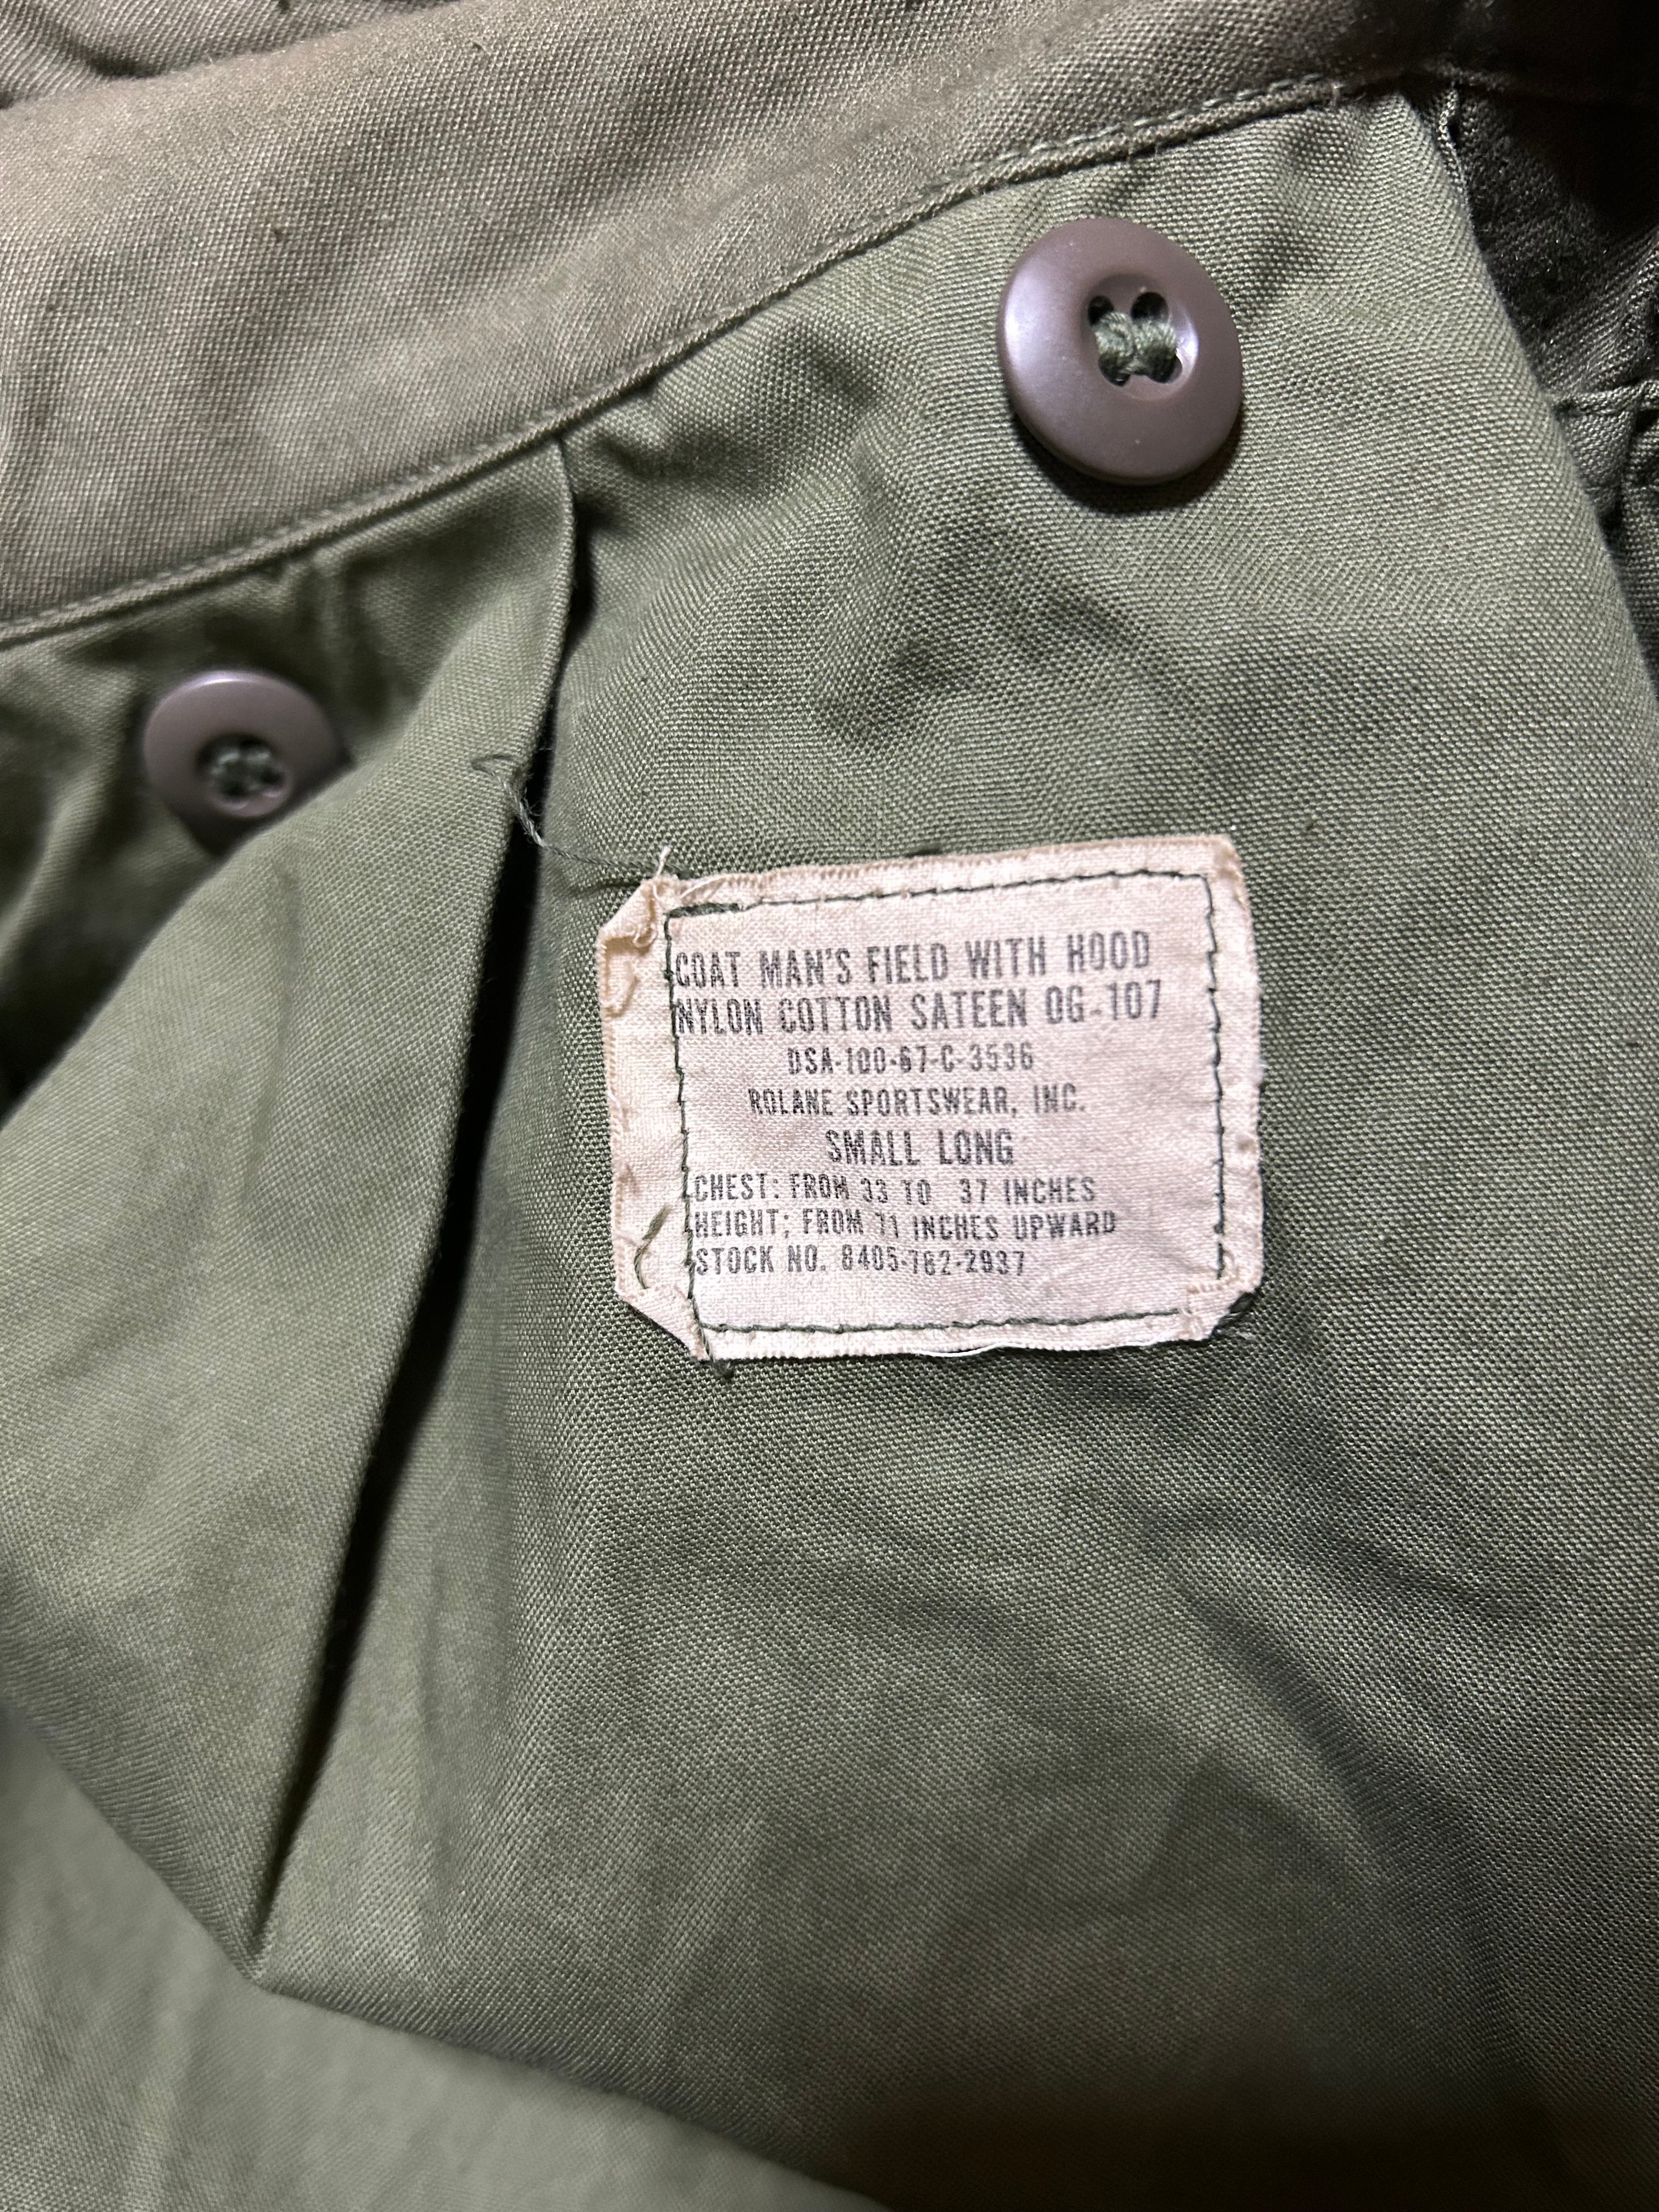 COAT MAN'S FIELD WITH HOOD
NYLON COTTON SATEEN OG-107
DSA-100-67-C-3536
ROLANE SPORTSWEAR, INC.
SMALL LONG
CHEST: FROM 33 TO 37 INCHES
HEIGHT; FROM 71 INCHES UPWARD
STOCK NO. 8405-782-2937